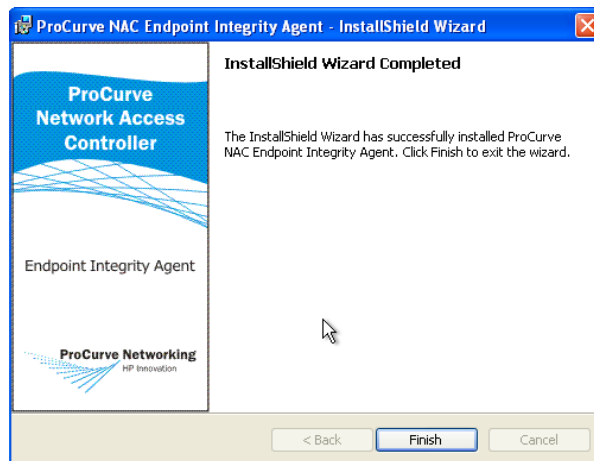 ProCurve NAC Endpoint Integrity Agent - InstallShield Wizard
InstallShield Wizard Completed
ProCurve
Network Access
Controller
The InstallShield Wizard has successfully installed ProCurve
NAC Endpoint Integrity Agent. Click Finish to exit the wizard.
Endpoint Integrity Agent
ProCurve Networking
HP Innovation
< Back
Finish
Cancel